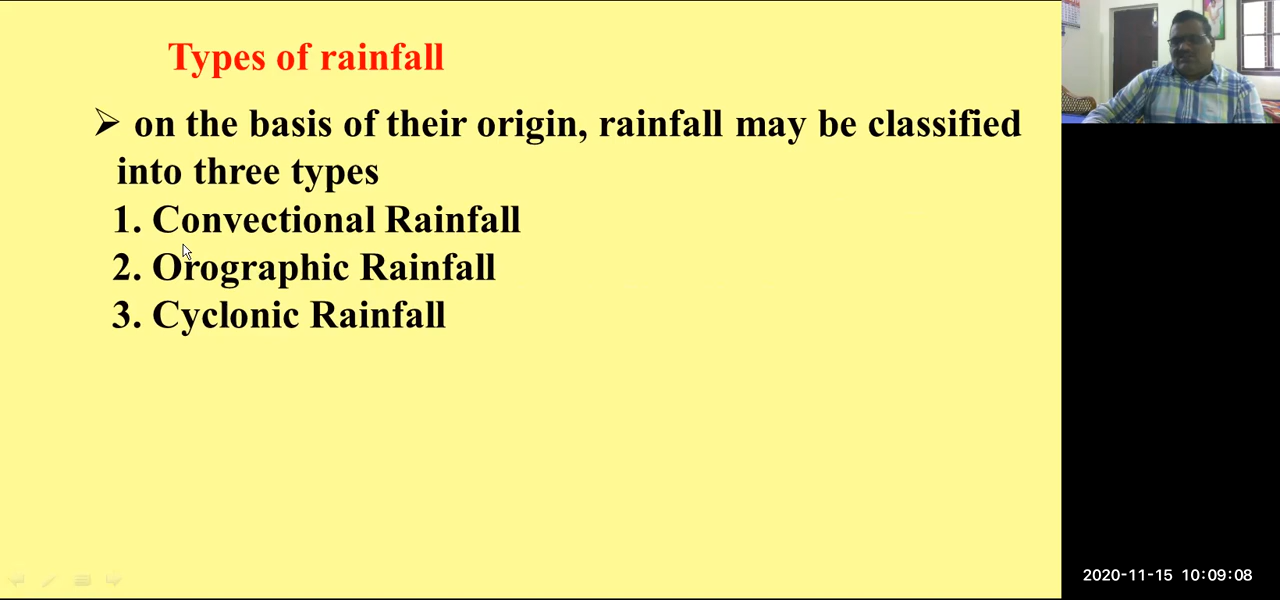 Types of rainfall
➢ on the basis of their origin, rainfall may be classified
into three types
1. Convectional Rainfall
2. Orographic Rainfall
3. Cyclonic Rainfall
2020-11-15 10:09:08